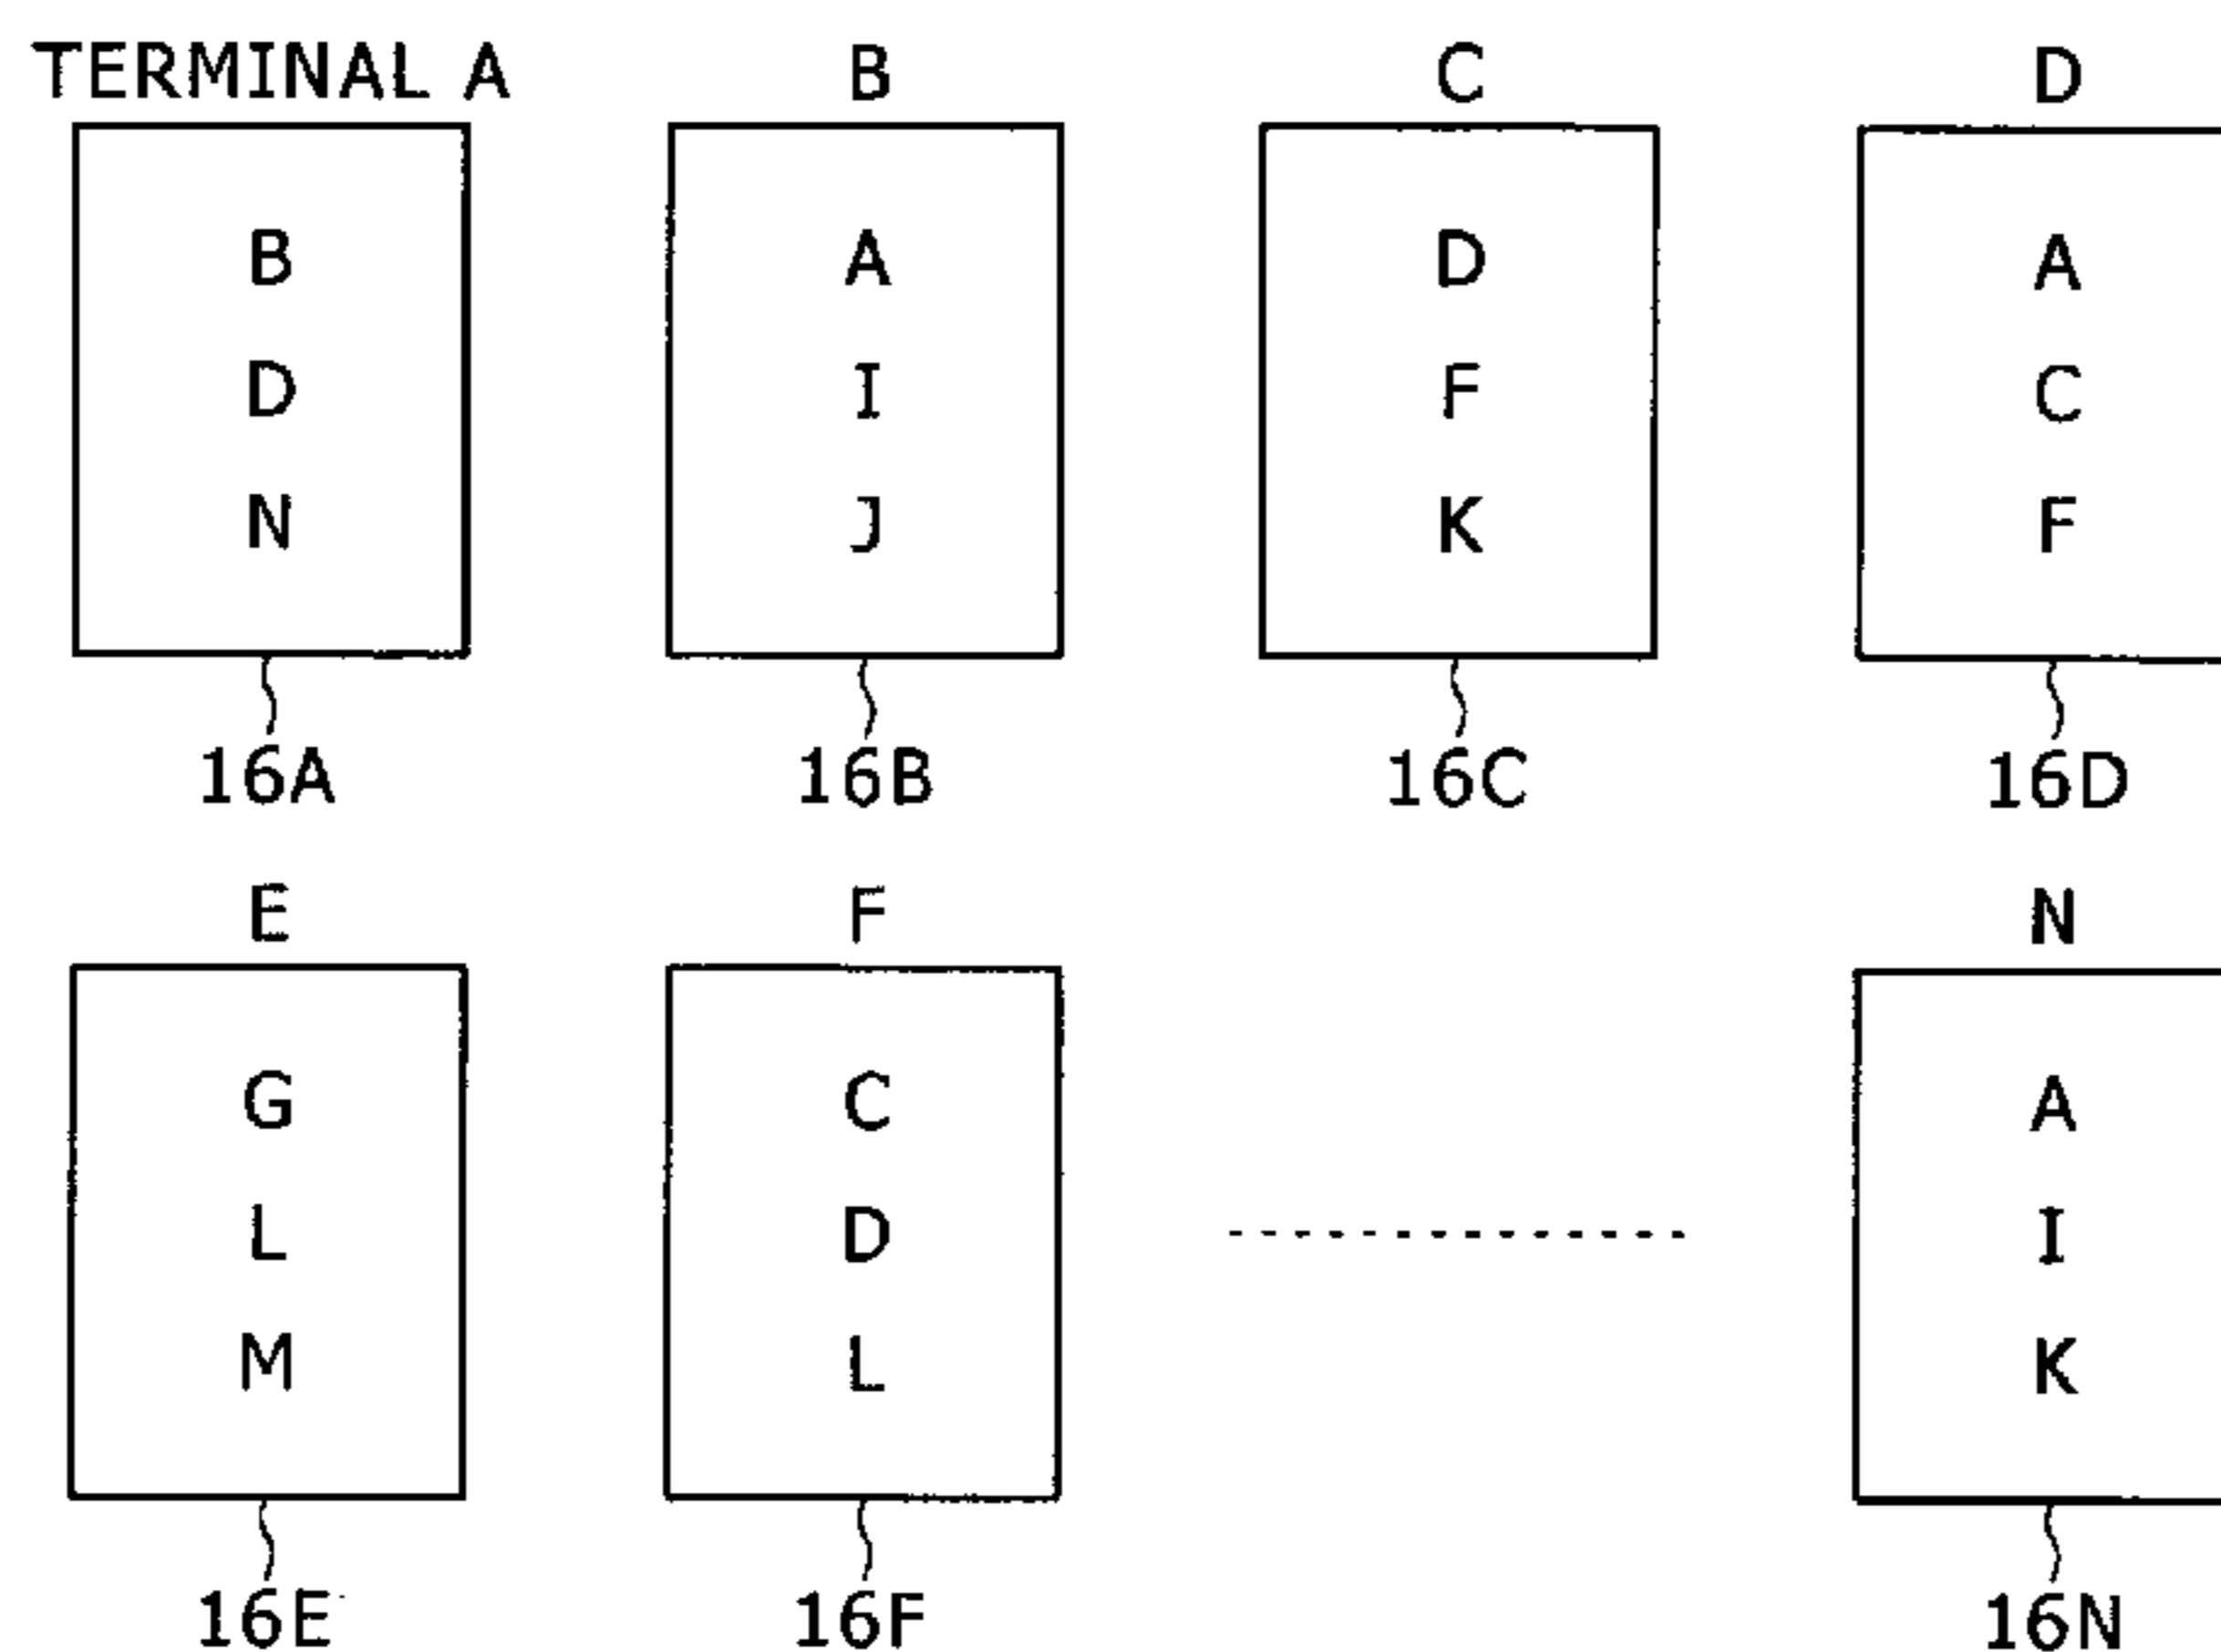 TERMINAL A B C D
B A D A
D I F C
N J K F
16A 16B 16C 16D
E F N
G C A
L D I
M L K
16E 16F 16N